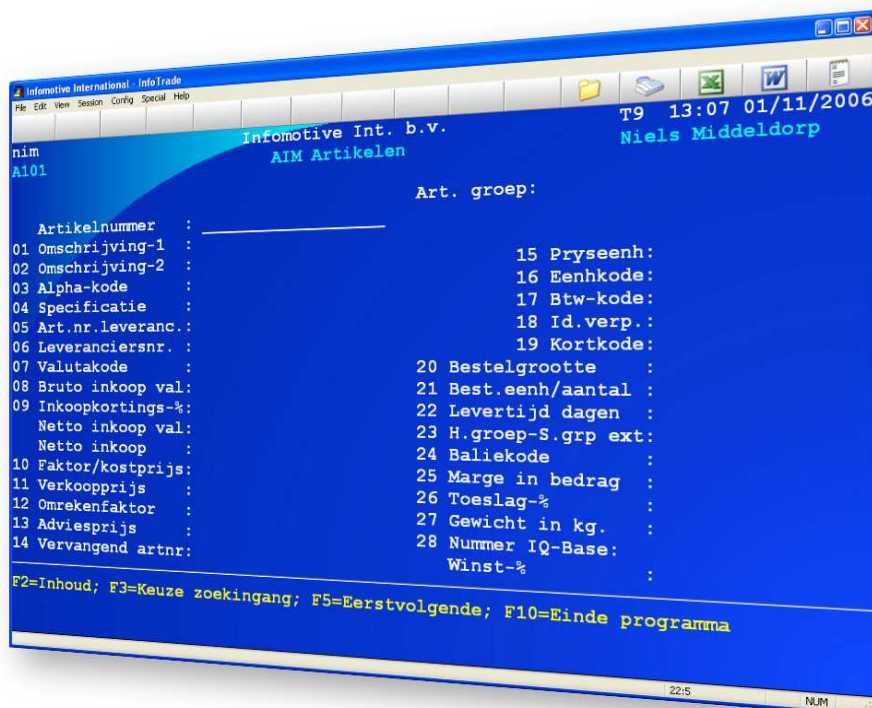 Infomotive International - InfoTrade
File Edit View Session Config Special Help
nim Infomotive Int. b.v. T9 13:07 01/11/2006
A101 AIM Artikelen Niels Middeldorp
Art. groep:
Artikelnummer :
01 Omschrijving-1 : 15 Pryseenh:
02 Omschrijving-2 : 16 Eenhkode:
03 Alpha-kode : 17 Btw-kode:
04 Specificatie : 18 Id.verp.:
05 Art.nr.leveranc.: 19 Kortkode:
06 Leveranciersnr. : 20 Bestelgrootte :
07 Valutakode : 21 Best.eenh/aantal :
08 Bruto inkoop val: 22 Levertijd dagen :
09 Inkoopkortings-%: 23 H.groep-S.grp ext:
Netto inkoop val: 24 Baliekode :
Netto inkoop : 25 Marge in bedrag :
10 Faktor/kostprijs: 26 Toeslag-% :
11 Verkoopprijs : 27 Gewicht in kg. :
12 Omrekenfaktor : 28 Nummer IQ-Base:
13 Adviesprijs : Winst-% :
14 Vervangend artnr:
F2=Inhoud; F3=Keuze zoekingang; F5=Eerstvolgende; F10=Einde programma
22:5 NUM